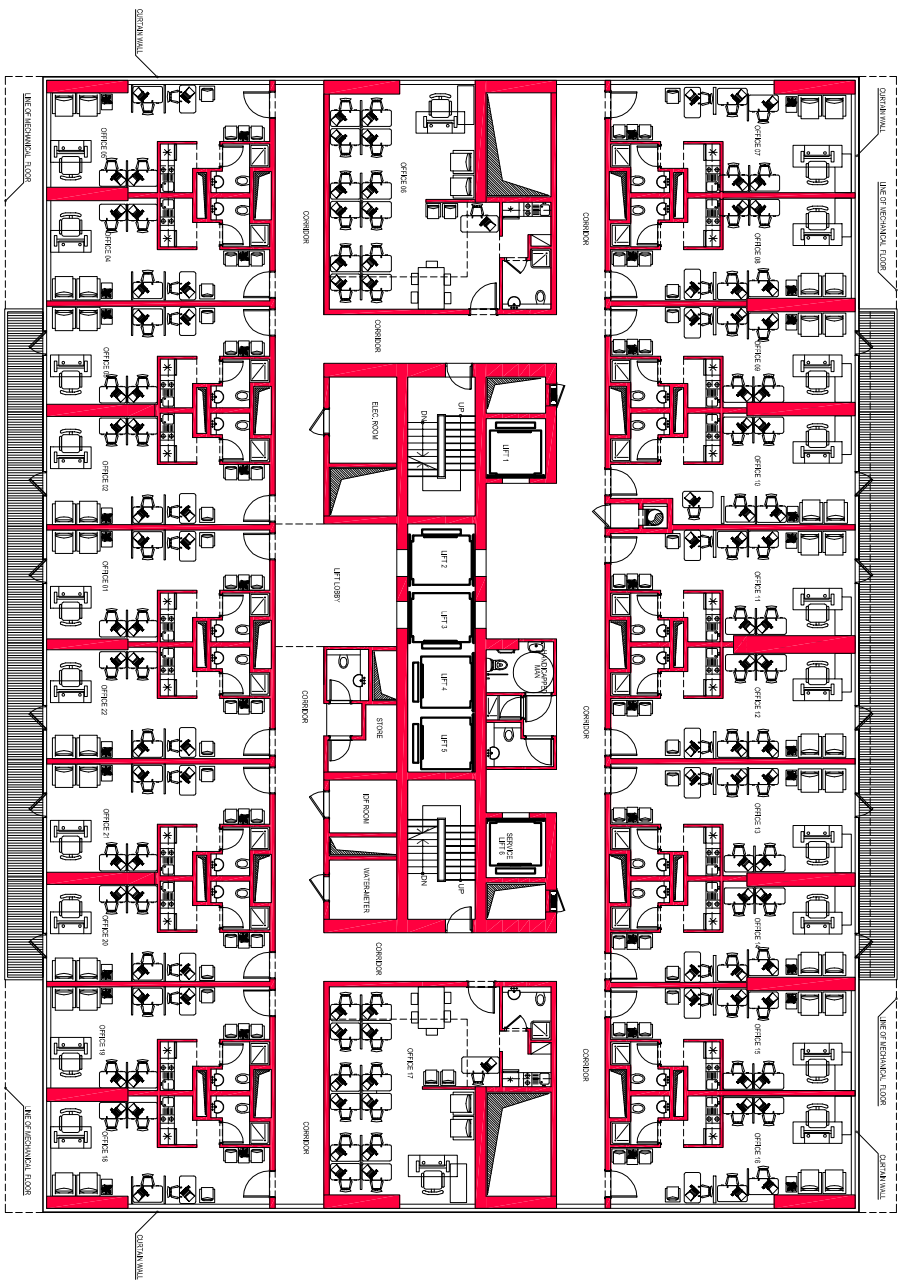 CURTAIN WALL
LINE OF MECHANICAL FLOOR
CURTAIN WALL
LINE OF MECHANICAL FLOOR
OFFICE 05
OFFICE 06
OFFICE 07
OFFICE 04
CORRIDOR
CORRIDOR
OFFICE 08
CORRIDOR
OFFICE 03
OFFICE 09
ELEC. ROOM
UP
DN
LIFT 1
OFFICE 02
OFFICE 10
LIFT 2
OFFICE 01
LIFT LOBBY
OFFICE 11
LIFT 3
HANDICAPPED
MAN
OFFICE 22
LIFT 4
OFFICE 12
CORRIDOR
STORE
CORRIDOR
LIFT 5
OFFICE 21
IDF ROOM
SERVICE
LIFT 6
OFFICE 13
WATER-METER
UP
DN
OFFICE 20
OFFICE 14
CORRIDOR
OFFICE 19
OFFICE 17
OFFICE 15
CORRIDOR
LINE OF MECHANICAL FLOOR
OFFICE 18
CORRIDOR
OFFICE 16
LINE OF MECHANICAL FLOOR
CURTAIN WALL
CURTAIN WALL